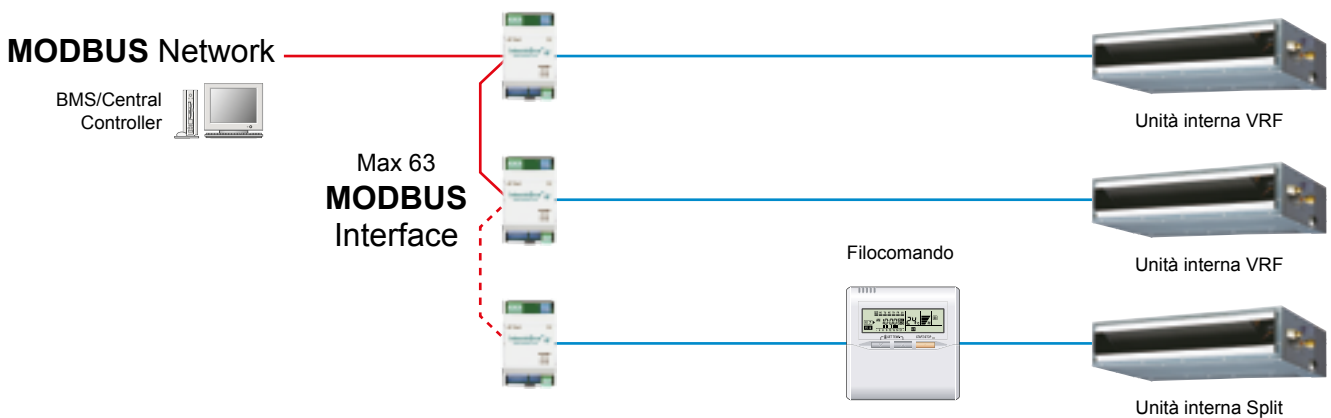 MODBUS Network
BMS/Central
Controller
Max 63
MODBUS
Interface
Unità interna VRF
Unità interna VRF
Filocomando
Unità interna Split